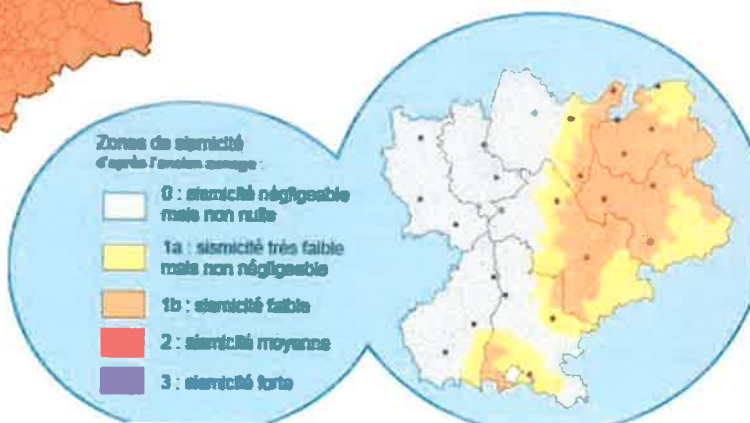 Zones de sismicité
d'après l'ancien zonage :
0 : sismicité négligeable
mais non nulle
1a : sismicité très faible
mais non négligeable
1b : sismicité faible
2 : sismicité moyenne
3 : sismicité forte